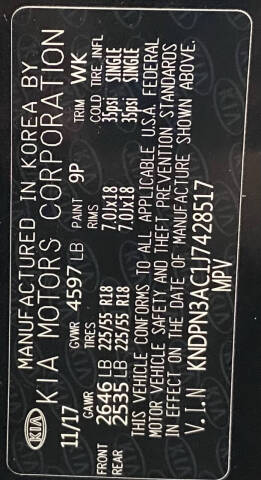 MANUFACTURED IN KOREA BY
KIA KIA MOTORS CORPORATION
11/17 GVWR 4597 LB PAINT 9P TRIM WK
GAWR TIRES RIMS COLD TIRE INFL
FRONT 2646 LB 225/55 R18 7.0Jx18 35psi SINGLE
REAR 2535 LB 225/55 R18 7.0Jx18 35psi SINGLE
THIS VEHICLE CONFORMS TO ALL APPLICABLE U.S.A. FEDERAL
MOTOR VEHICLE SAFETY AND THEFT PREVENTION STANDARDS
IN EFFECT ON THE DATE OF MANUFACTURE SHOWN ABOVE.
V.I.N KNDPN3AC1J7428517
MPV